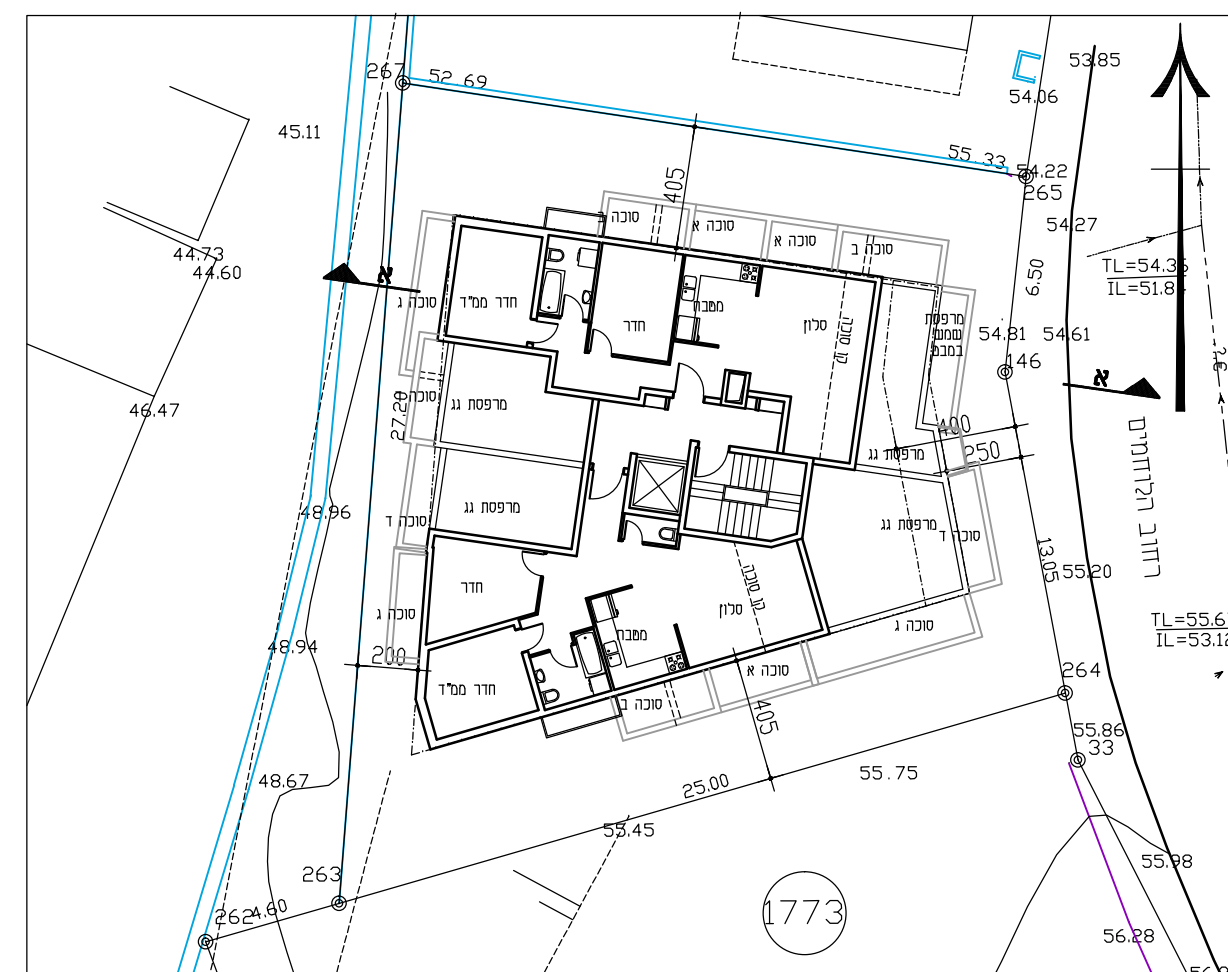 267
52.69
53.85
54.06
45.11
55.33
54.22
265
405
54.27
סוכה ב
סוכה א
סוכה א
סוכה ב
44.73
44.60
א
TL=54.36
IL=51.8
6.50
סוכה ג
חדר ממ"ד
חדר
מטבח
סלון
קו סוכה
מרפסת
שמש
במבט
54.81
54.61
146
א
46.47
27.20
סוכה
מרפסת גג
400
מרפסת גג
250
רחוב הלוחמים
48.96
סוכה ד
מרפסת גג
מרפסת גג
סוכה ד
13.05
55.20
חדר
סלון
קו סוכה
סוכה ג
מטבח
סוכה ג
TL=55.6
IL=53.12
48.94
200
חדר ממ"ד
סוכה א
סוכה ב
264
405
55.86
33
48.67
25.00
55.75
55.45
263
55.98
262
4.60
1773
56.28